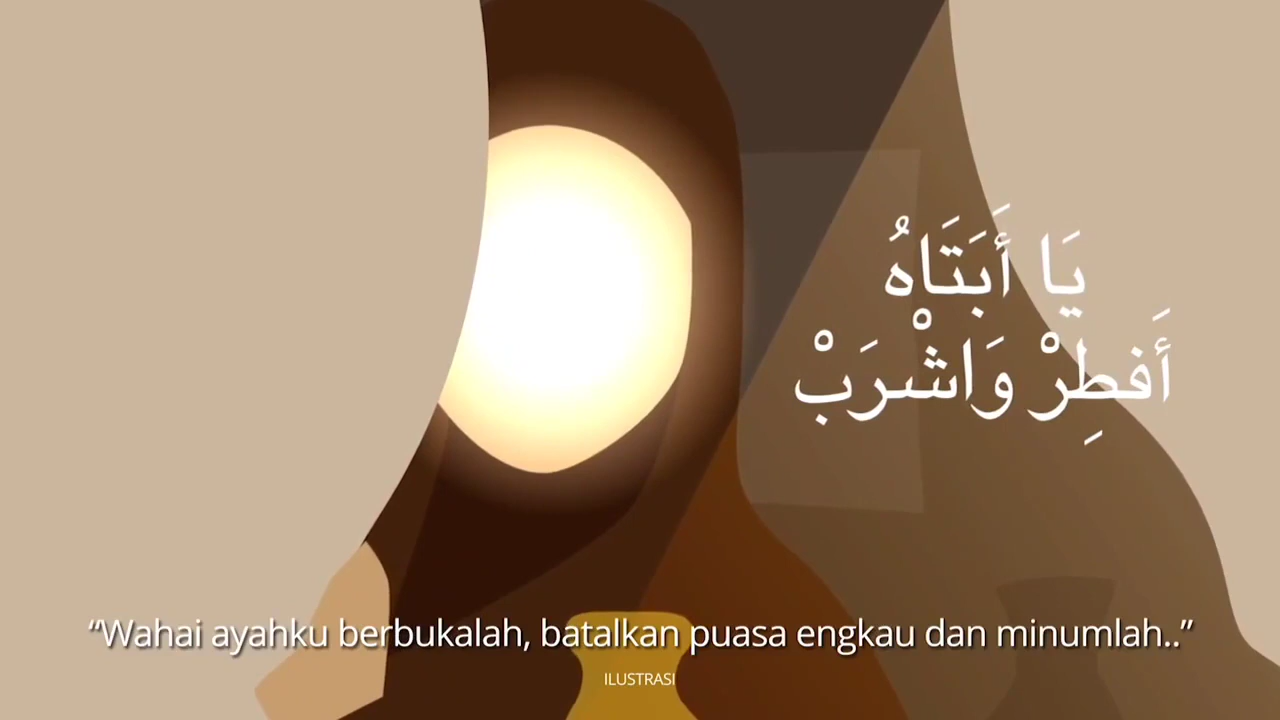 يَا أَبَتَاهُ
أَفطِرْ وَاشْرَبْ
“Wahai ayahku berbukalah, batalkan puasa engkau dan minumlah..”
ILUSTRASI